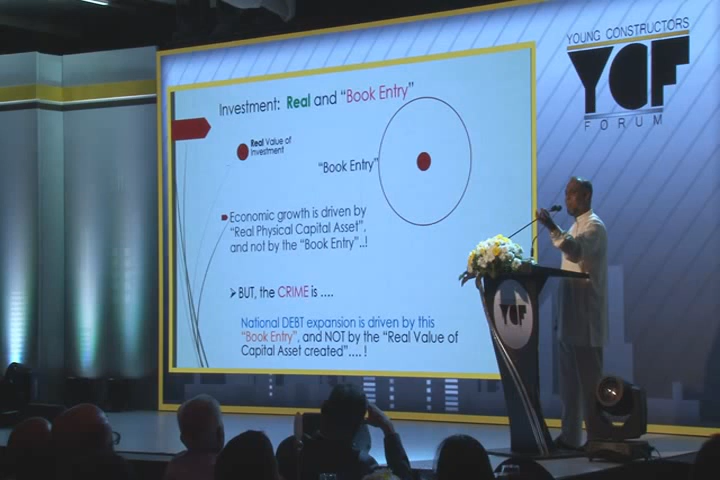 YOUNG CONSTRUCTORS
YCF
FORUM
Investment: Real and “Book Entry”
Real Value of
Investment
“Book Entry”
Economic growth is driven by
“Real Physical Capital Asset”,
and not by the “Book Entry”..!
BUT, the CRIME is ....
National DEBT expansion is driven by this
“Book Entry”, and NOT by the “Real Value of
Capital Asset created”.... !
YCF